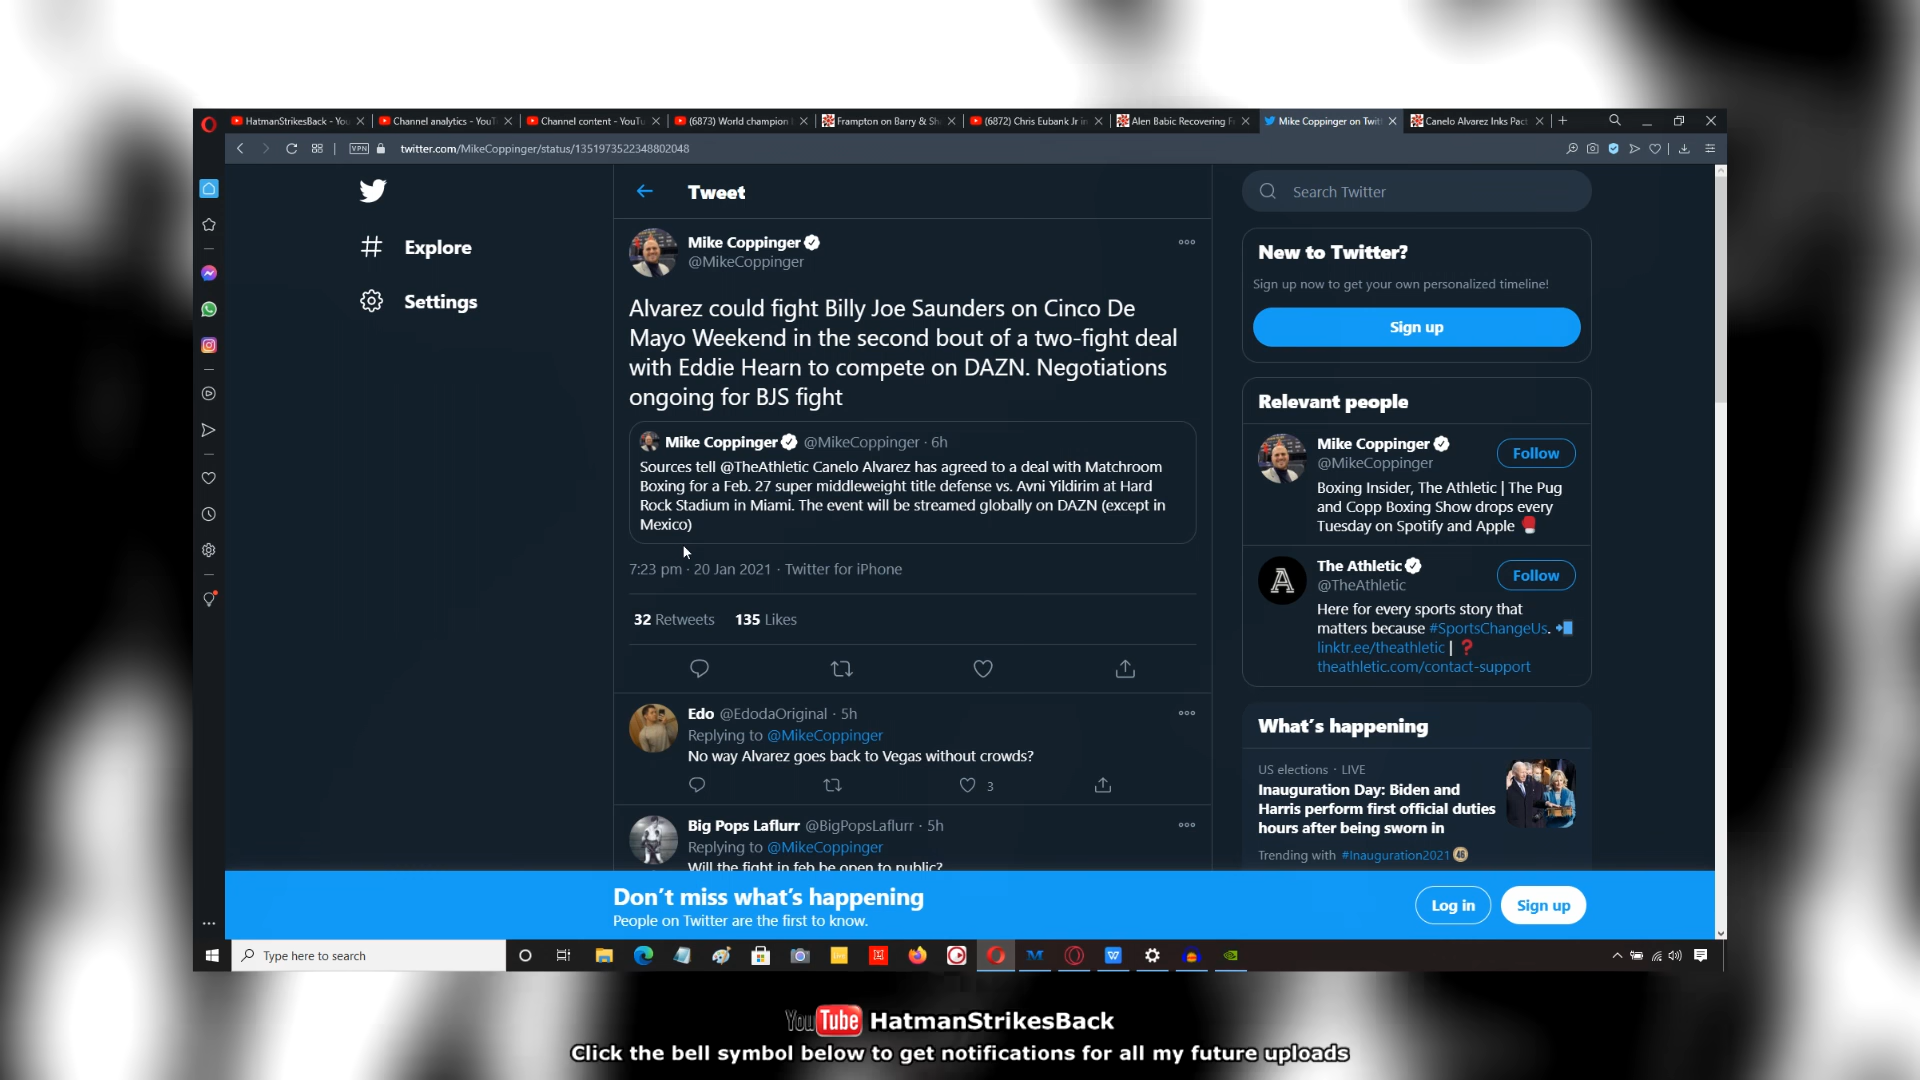 HatmanStrikesBack - You
Channel analytics - YouT
Channel content - YouTu
(6873) World champion
Frampton on Barry & Sh
(6872) Chris Eubank Jr in
Alen Babic Recovering F
Mike Coppinger on Twitt
Canelo Alvarez Inks Pact
VPN
twitter.com/MikeCoppinger/status/1351973522348802048
Explore
Settings
Tweet
Mike Coppinger
@MikeCoppinger
Alvarez could fight Billy Joe Saunders on Cinco De
Mayo Weekend in the second bout of a two-fight deal
with Eddie Hearn to compete on DAZN. Negotiations
ongoing for BJS fight
Mike Coppinger @MikeCoppinger · 6h
Sources tell @TheAthletic Canelo Alvarez has agreed to a deal with Matchroom
Boxing for a Feb. 27 super middleweight title defense vs. Avni Yildirim at Hard
Rock Stadium in Miami. The event will be streamed globally on DAZN (except in
Mexico)
7:23 pm · 20 Jan 2021 · Twitter for iPhone
32 Retweets 135 Likes
Edo @EdodaOriginal · 5h
Replying to @MikeCoppinger
No way Alvarez goes back to Vegas without crowds?
3
Big Pops Laflurr @BigPopsLaflurr · 5h
Replying to @MikeCoppinger
Will the fight in feb be open to public?
Search Twitter
New to Twitter?
Sign up now to get your own personalized timeline!
Sign up
Relevant people
Mike Coppinger
@MikeCoppinger
Follow
Boxing Insider, The Athletic | The Pug
and Copp Boxing Show drops every
Tuesday on Spotify and Apple
The Athletic
@TheAthletic
Follow
Here for every sports story that
matters because #SportsChangeUs.
linktr.ee/theathletic |
theathletic.com/contact-support
What's happening
US elections · LIVE
Inauguration Day: Biden and
Harris perform first official duties
hours after being sworn in
Trending with #Inauguration2021
Don't miss what's happening
People on Twitter are the first to know.
Log in
Sign up
Type here to search
YouTube HatmanStrikesBack
Click the bell symbol below to get notifications for all my future uploads